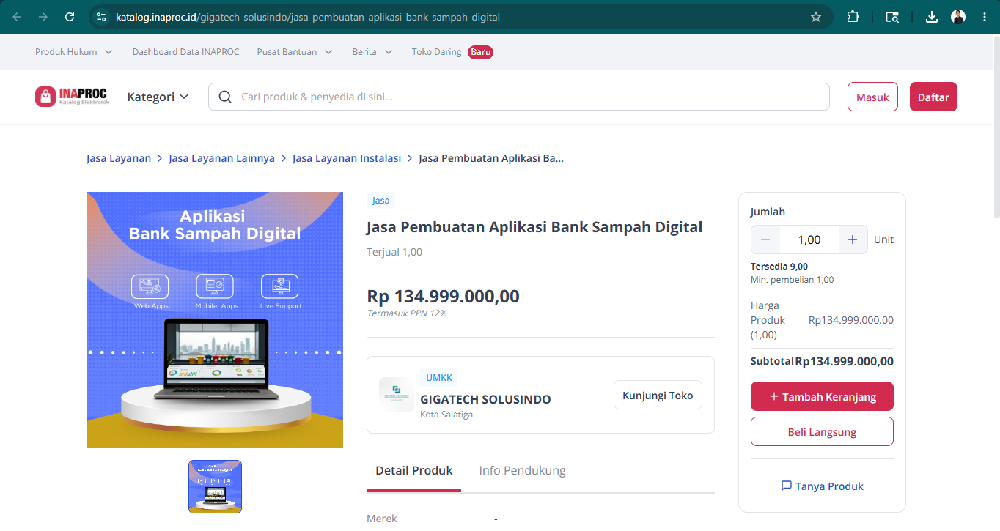 katalog.inaproc.id/gigatech-solusindo/jasa-pembuatan-aplikasi-bank-sampah-digital
Produk Hukum Dashboard Data INAPROC Pusat Bantuan Berita Toko Daring Baru
INAPROC
Katalog Elektronik
Kategori
Cari produk & penyedia di sini...
Masuk
Daftar
Jasa Layanan > Jasa Layanan Lainnya > Jasa Layanan Instalasi > Jasa Pembuatan Aplikasi Ba...
Aplikasi
Bank Sampah Digital
Web Apps Mobile Apps Live Support
Jasa
Jasa Pembuatan Aplikasi Bank Sampah Digital
Terjual 1,00
Rp 134.999.000,00
Termasuk PPN 12%
UMKK
GIGATECH SOLUSINDO
Kota Salatiga
Kunjungi Toko
Detail Produk Info Pendukung
Merek -
Jumlah
− 1,00 + Unit
Tersedia 9,00
Min. pembelian 1,00
Harga
Produk Rp134.999.000,00
(1,00)
Subtotal Rp134.999.000,00
+ Tambah Keranjang
Beli Langsung
Tanya Produk